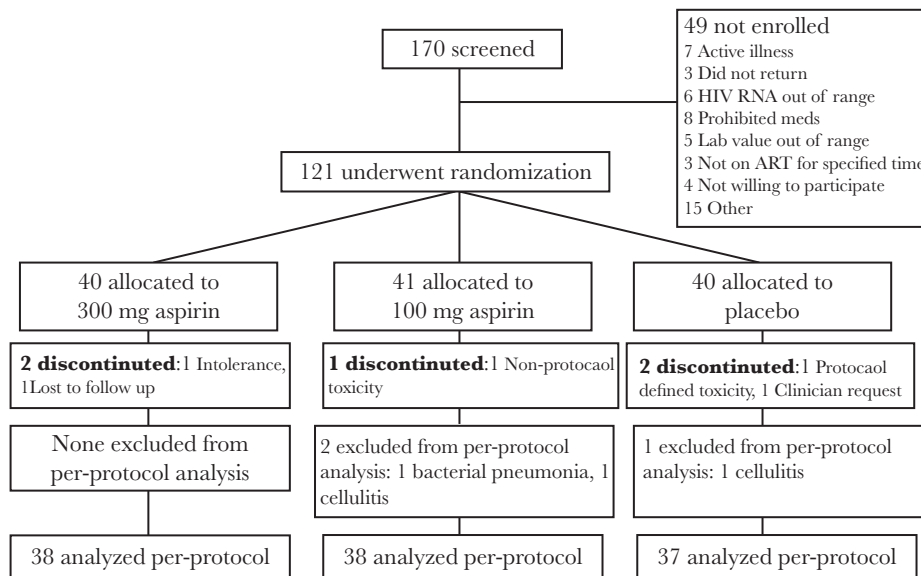 170 screened
49 not enrolled
7 Active illness
3 Did not return
6 HIV RNA out of range
8 Prohibited meds
5 Lab value out of range
3 Not on ART for specified time
4 Not willing to participate
15 Other
121 underwent randomization
40 allocated to
300 mg aspirin
41 allocated to
100 mg aspirin
40 allocated to
placebo
2 discontinuted:1 Intolerance,
1Lost to follow up
1 discontinuted:1 Non-protocaol
toxicity
2 discontinuted:1 Protocaol
defined toxicity, 1 Clinician request
None excluded from
per-protocol analysis
2 excluded from per-protocol
analysis: 1 bacterial pneumonia, 1
cellulitis
1 excluded from per-protocol
analysis: 1 cellulitis
38 analyzed per-protocol
38 analyzed per-protocol
37 analyzed per-protocol